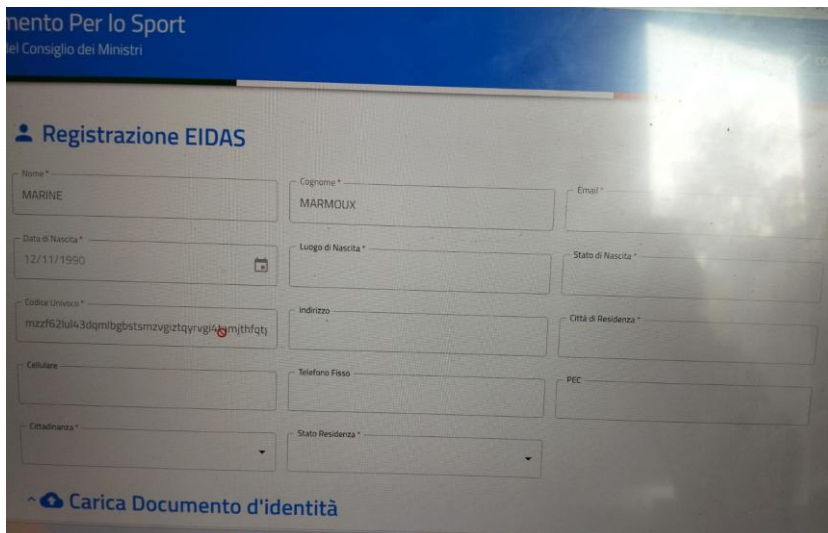 mento Per lo Sport
del Consiglio dei Ministri
Registrazione EIDAS
Nome *
MARINE
Cognome *
MARMOUX
Email *
Data di Nascita *
12/11/1990
Luogo di Nascita *
Stato di Nascita *
Codice Univoco *
Indirizzo
Città di Residenza *
Cellulare
Telefono Fisso
PEC
Cittadinanza *
Stato Residenza *
Carica Documento d'identità